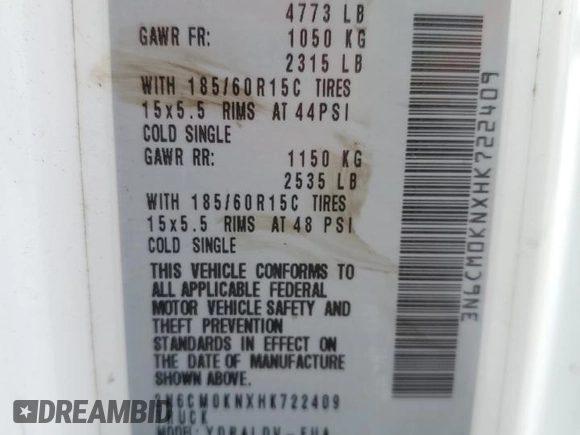 4773 LB
GAWR FR: 1050 KG
2315 LB
WITH 185/60R15C TIRES
15x5.5 RIMS AT 44PSI
COLD SINGLE
GAWR RR: 1150 KG
2535 LB
WITH 185/60R15C TIRES
15x5.5 RIMS AT 48 PSI
COLD SINGLE
THIS VEHICLE CONFORMS TO
ALL APPLICABLE FEDERAL
MOTOR VEHICLE SAFETY AND
THEFT PREVENTION
STANDARDS IN EFFECT ON
THE DATE OF MANUFACTURE
SHOWN ABOVE.
3N6CM0KNXHK722409
TRUCK
3N6CM0KNXHK722409
AUTOBIDMASTER